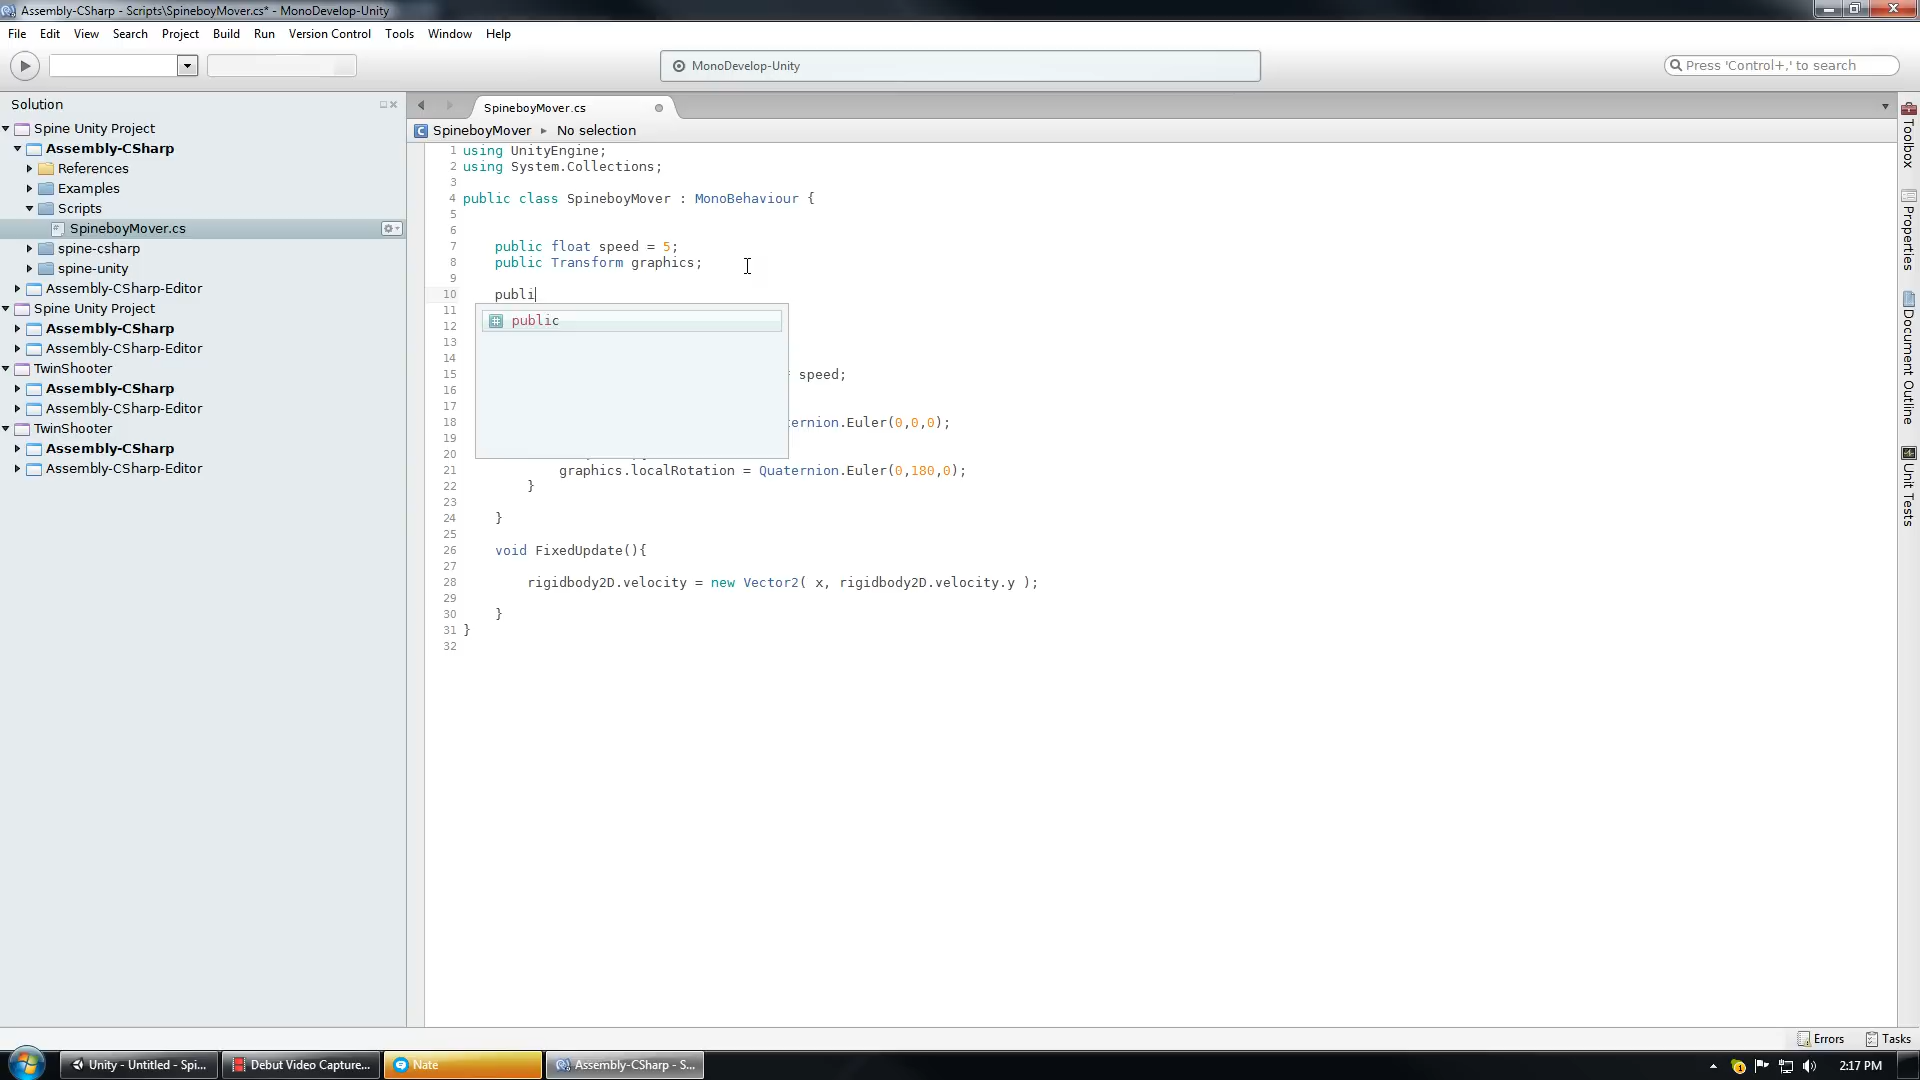 Assembly-CSharp - Scripts\SpineboyMover.cs* - MonoDevelop-Unity
File Edit View Search Project Build Run Version Control Tools Window Help
MonoDevelop-Unity
Press 'Control+,' to search
Solution
Spine Unity Project
Assembly-CSharp
References
Examples
Scripts
SpineboyMover.cs
spine-csharp
spine-unity
Assembly-CSharp-Editor
Spine Unity Project
Assembly-CSharp
Assembly-CSharp-Editor
TwinShooter
Assembly-CSharp
Assembly-CSharp-Editor
TwinShooter
Assembly-CSharp
Assembly-CSharp-Editor
SpineboyMover.cs
SpineboyMover ▸ No selection
1 using UnityEngine;
2 using System.Collections;
3
4 public class SpineboyMover : MonoBehaviour {
5
6
7 public float speed = 5;
8 public Transform graphics;
9
10 publi
public
11
12
13
14
15 speed;
16
17
18 ernion.Euler(0,0,0);
19
20
21 graphics.localRotation = Quaternion.Euler(0,180,0);
22 }
23
24 }
25
26 void FixedUpdate(){
27
28 rigidbody2D.velocity = new Vector2( x, rigidbody2D.velocity.y );
29
30 }
31 }
32
Toolbox
Properties
Document Outline
Unit Tests
Errors Tasks
Unity - Untitled - Spi...
Debut Video Capture...
Nate
Assembly-CSharp - S...
2:17 PM